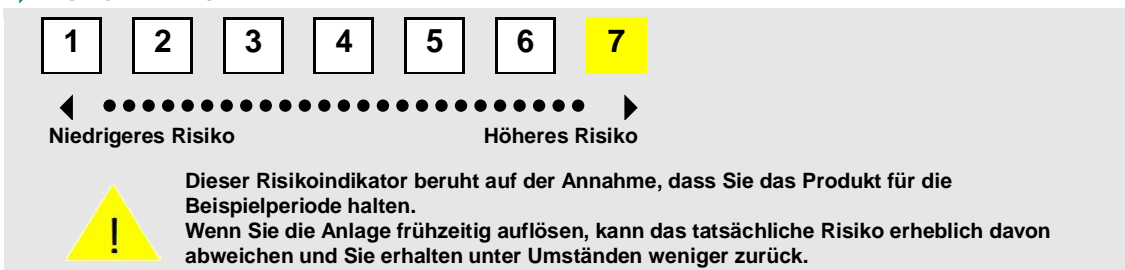 1 2 3 4 5 6 7
Niedrigeres Risiko Höheres Risiko
Dieser Risikoindikator beruht auf der Annahme, dass Sie das Produkt für die
Beispielperiode halten.
! Wenn Sie die Anlage frühzeitig auflösen, kann das tatsächliche Risiko erheblich davon
abweichen und Sie erhalten unter Umständen weniger zurück.